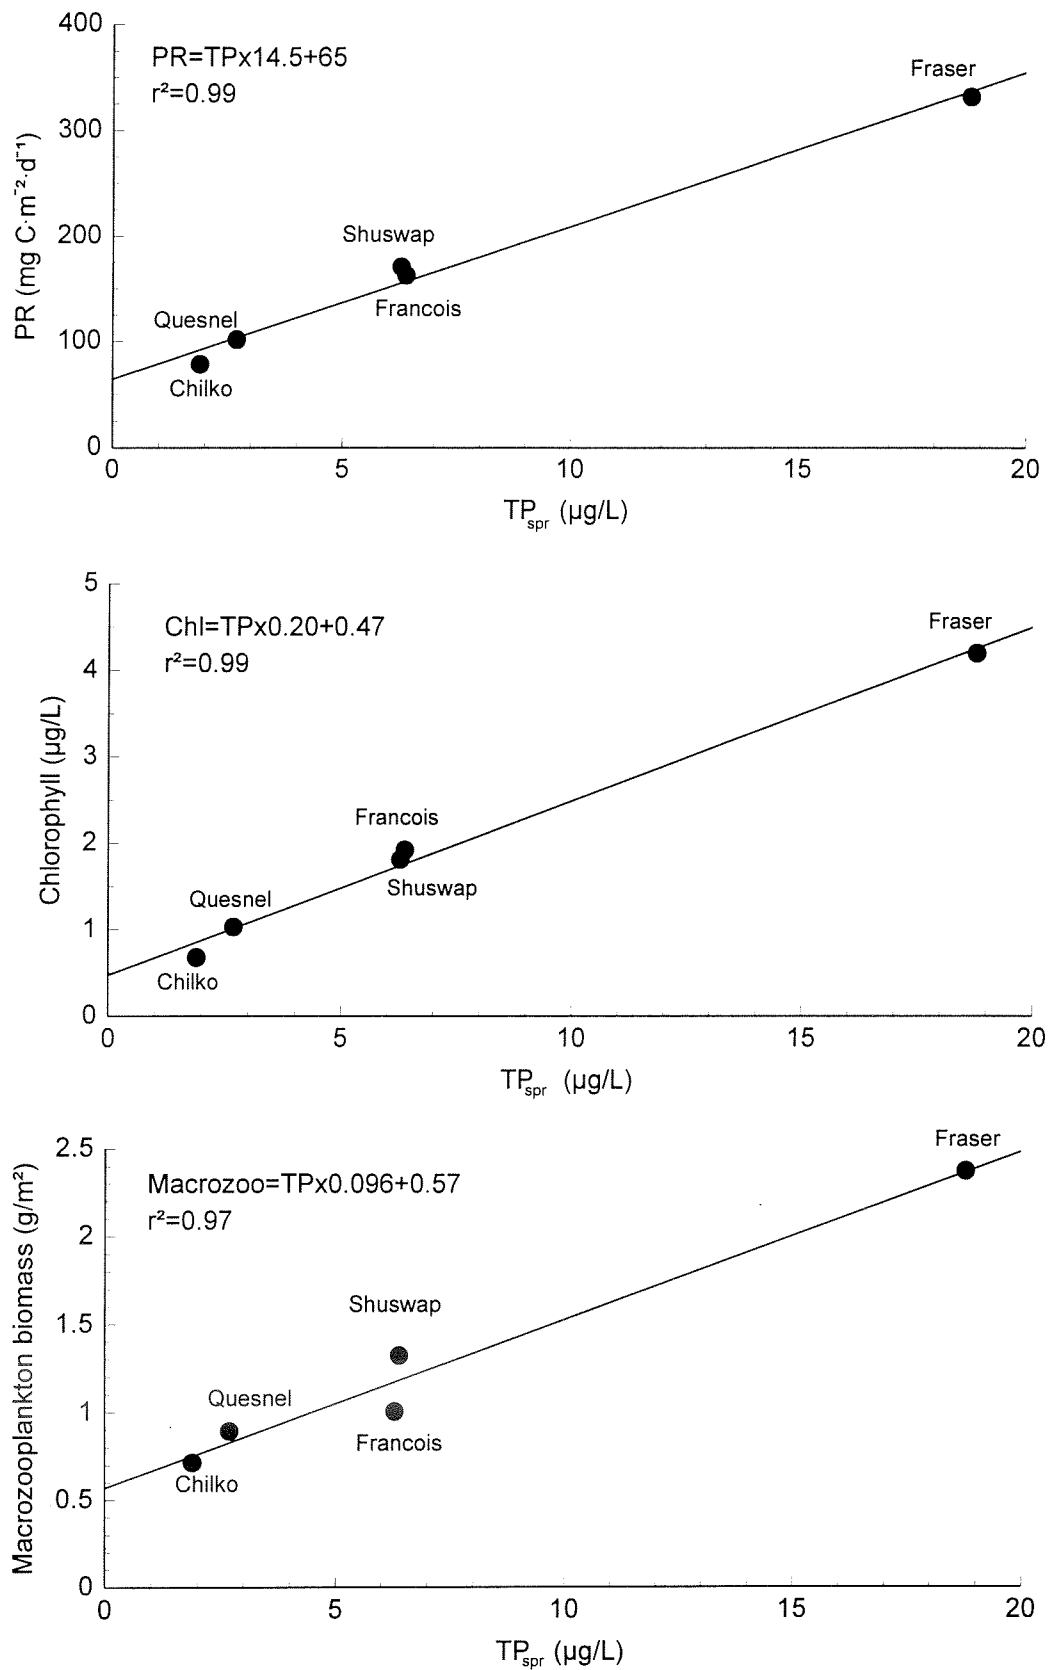 400
PR=TPx14.5+65
Fraser
r²=0.99
300
PR (mg C·m⁻²·d⁻¹)
Shuswap
200
Francois
Quesnel
100
Chilko
0
0 5 10 15 20
TPspr (µg/L)
5
Chl=TPx0.20+0.47
Fraser
r²=0.99
4
Chlorophyll (µg/L)
3
Francois
2
Shuswap
Quesnel
1
Chilko
0
0 5 10 15 20
TPspr (µg/L)
2.5
Fraser
Macrozoo=TPx0.096+0.57
r²=0.97
2
Macrozooplankton biomass (g/m²)
Shuswap
1.5
Quesnel
1
Francois
Chilko
0.5
0
0 5 10 15 20
TPspr (µg/L)